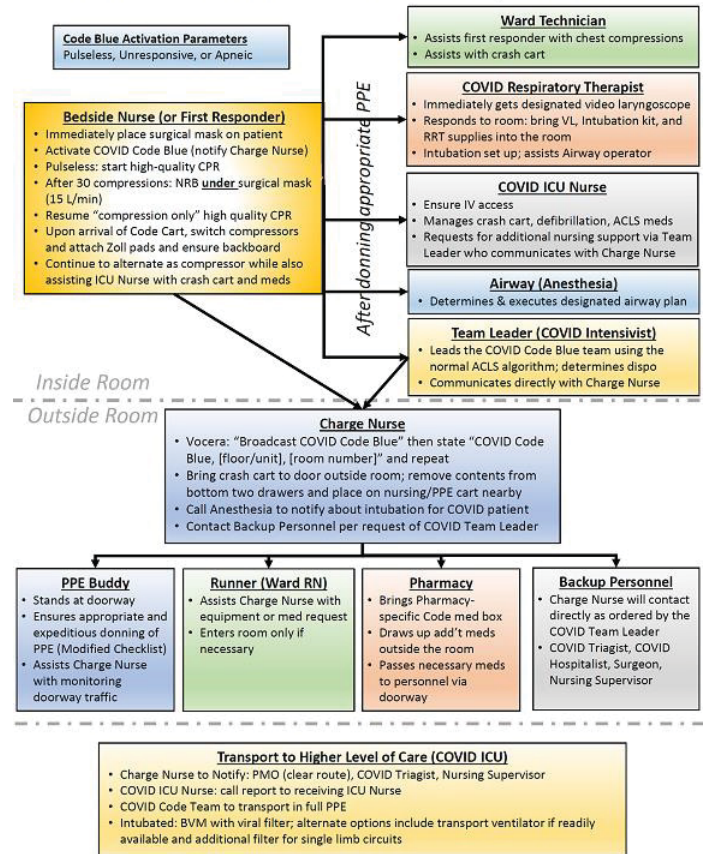 Code Blue Activation Parameters
Pulseless, Unresponsive, or Apneic
Bedside Nurse (or First Responder)
• Immediately place surgical mask on patient
• Activate COVID Code Blue (notify Charge Nurse)
• Pulseless: start high-quality CPR
• After 30 compressions: NRB under surgical mask
(15 L/min)
• Resume “compression only” high quality CPR
• Upon arrival of Code Cart, switch compressors
and attach Zoll pads and ensure backboard
• Continue to alternate as compressor while also
assisting ICU Nurse with crash cart and meds
After donning appropriate PPE
Ward Technician
• Assists first responder with chest compressions
• Assists with crash cart
COVID Respiratory Therapist
• Immediately gets designated video laryngoscope
• Responds to room: bring VL, Intubation kit, and
RRT supplies into the room
• Intubation set up; assists Airway operator
COVID ICU Nurse
• Ensure IV access
• Manages crash cart, defibrillation, ACLS meds
• Requests for additional nursing support via Team
Leader who communicates with Charge Nurse
Airway (Anesthesia)
• Determines & executes designated airway plan
Team Leader (COVID Intensivist)
• Leads the COVID Code Blue team using the
normal ACLS algorithm; determines dispo
• Communicates directly with Charge Nurse
Inside Room
Outside Room
Charge Nurse
• Vocera: “Broadcast COVID Code Blue” then state “COVID Code
Blue, [floor/unit], [room number]” and repeat
• Bring crash cart to door outside room; remove contents from
bottom two drawers and place on nursing/PPE cart nearby
• Call Anesthesia to notify about intubation for COVID patient
• Contact Backup Personnel per request of COVID Team Leader
PPE Buddy
• Stands at doorway
• Ensures appropriate and
expeditious donning of
PPE (Modified Checklist)
• Assists Charge Nurse
with monitoring
doorway traffic
Runner (Ward RN)
• Assists Charge Nurse with
equipment or med request
• Enters room only if
necessary
Pharmacy
• Brings Pharmacy-
specific Code med box
• Draws up add’t meds
outside the room
• Passes necessary meds
to personnel via
doorway
Backup Personnel
• Charge Nurse will contact
directly as ordered by the
COVID Team Leader
• COVID Triagist, COVID
Hospitalist, Surgeon,
Nursing Supervisor
Transport to Higher Level of Care (COVID ICU)
• Charge Nurse to Notify: PMO (clear route), COVID Triagist, Nursing Supervisor
• COVID ICU Nurse: call report to receiving ICU Nurse
• COVID Code Team to transport in full PPE
• Intubated: BVM with viral filter; alternate options include transport ventilator if readily
available and additional filter for single limb circuits